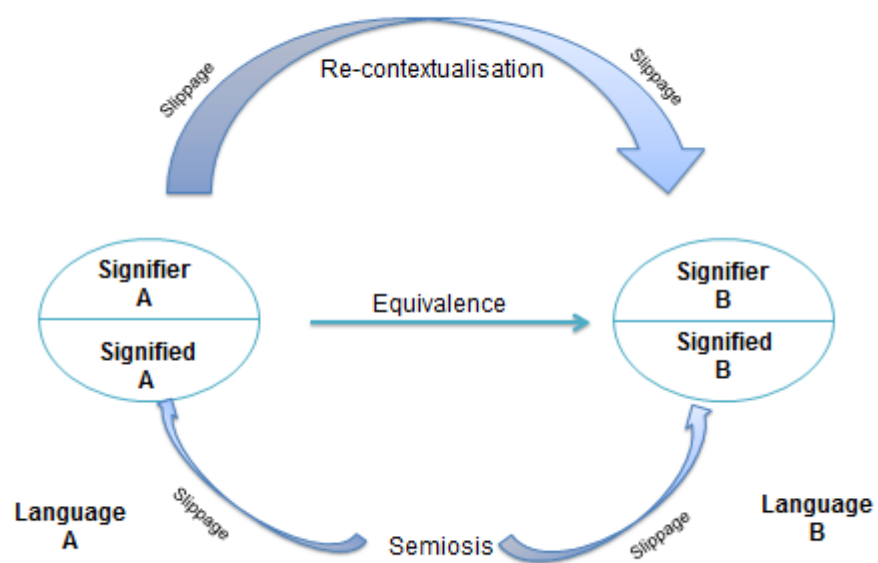 Slippage
Slippage
Re-contextualisation
Signifier
A
Signified
A
Equivalence
Signifier
B
Signified
B
Slippage
Slippage
Language
A
Semiosis
Language
B